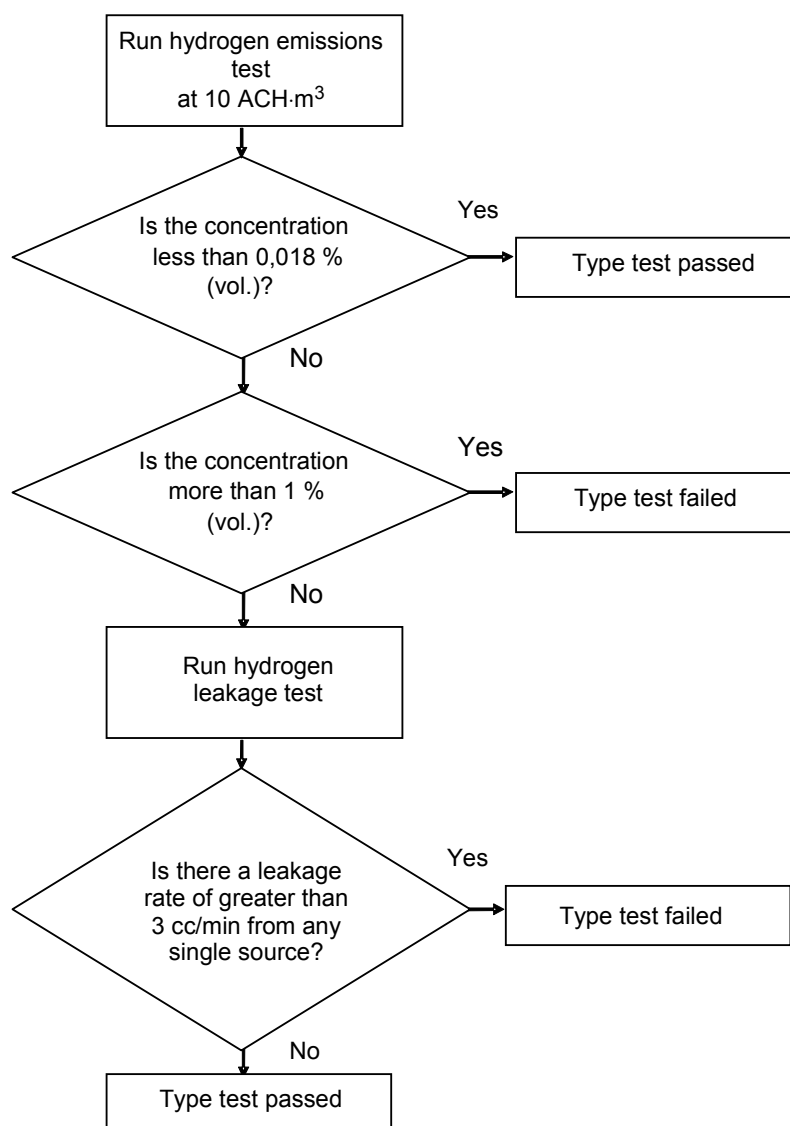 Run hydrogen emissions
test
at 10 ACH·m³
Is the concentration
less than 0,018 %
(vol.)?
Yes
Type test passed
No
Is the concentration
more than 1 %
(vol.)?
Yes
Type test failed
No
Run hydrogen
leakage test
Is there a leakage
rate of greater than
3 cc/min from any
single source?
Yes
Type test failed
No
Type test passed